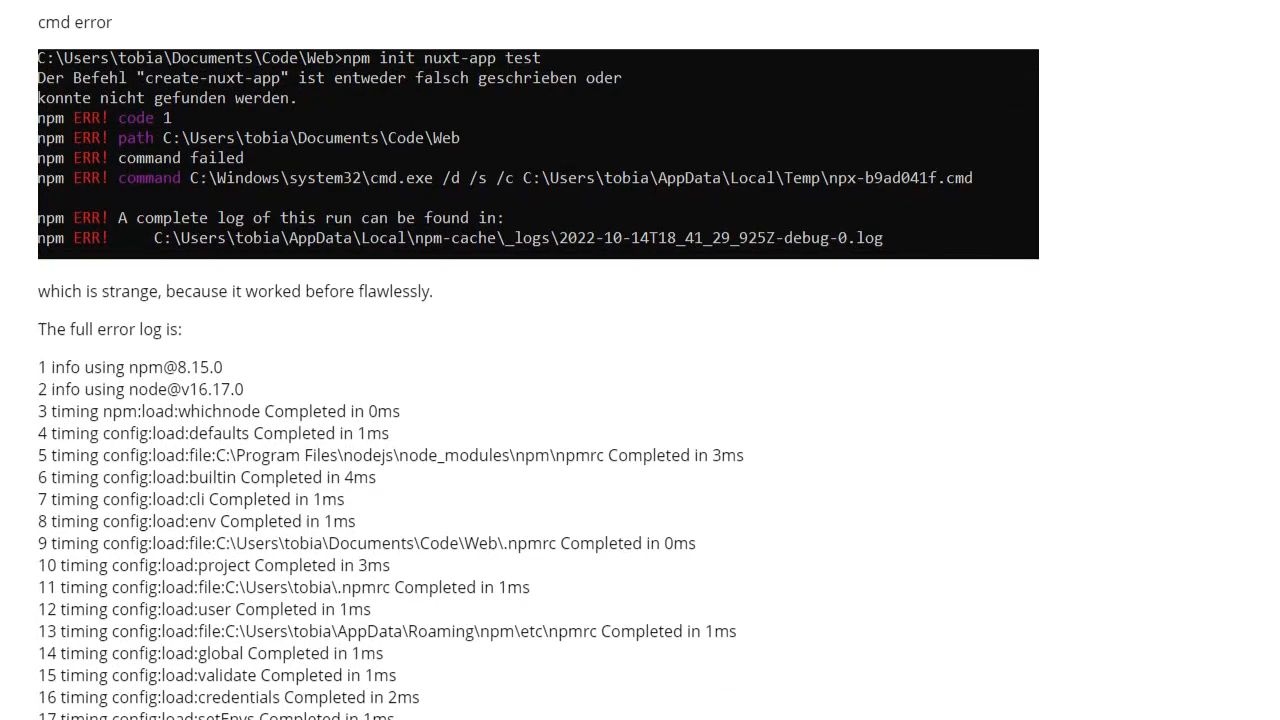 cmd error
C:\Users\tobia\Documents\Code\Web>npm init nuxt-app test
Der Befehl "create-nuxt-app" ist entweder falsch geschrieben oder
konnte nicht gefunden werden.
npm ERR! code 1
npm ERR! path C:\Users\tobia\Documents\Code\Web
npm ERR! command failed
npm ERR! command C:\Windows\system32\cmd.exe /d /s /c C:\Users\tobia\AppData\Local\Temp\npx-b9ad041f.cmd
npm ERR! A complete log of this run can be found in:
npm ERR!     C:\Users\tobia\AppData\Local\npm-cache\_logs\2022-10-14T18_41_29_925Z-debug-0.log
which is strange, because it worked before flawlessly.
The full error log is:
1 info using npm@8.15.0
2 info using node@v16.17.0
3 timing npm:load:whichnode Completed in 0ms
4 timing config:load:defaults Completed in 1ms
5 timing config:load:file:C:\Program Files\nodejs\node_modules\npm\npmrc Completed in 3ms
6 timing config:load:builtin Completed in 4ms
7 timing config:load:cli Completed in 1ms
8 timing config:load:env Completed in 1ms
9 timing config:load:file:C:\Users\tobia\Documents\Code\Web\.npmrc Completed in 0ms
10 timing config:load:project Completed in 3ms
11 timing config:load:file:C:\Users\tobia\.npmrc Completed in 1ms
12 timing config:load:user Completed in 1ms
13 timing config:load:file:C:\Users\tobia\AppData\Roaming\npm\etc\npmrc Completed in 1ms
14 timing config:load:global Completed in 1ms
15 timing config:load:validate Completed in 1ms
16 timing config:load:credentials Completed in 2ms
17 timing config:load:setEnvs Completed in 1ms